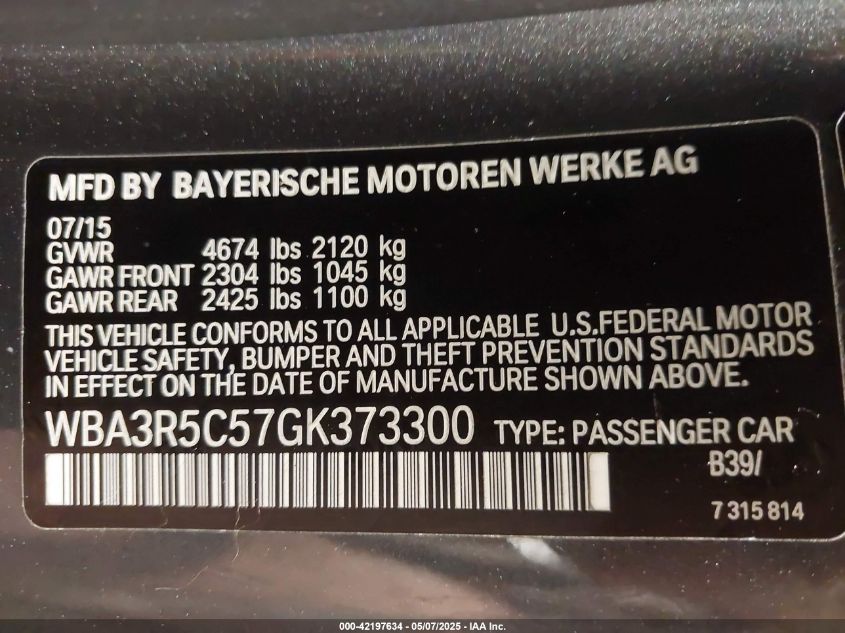 MFD BY BAYERISCHE MOTOREN WERKE AG
07/15
GVWR 4674 lbs 2120 kg
GAWR FRONT 2304 lbs 1045 kg
GAWR REAR 2425 lbs 1100 kg
THIS VEHICLE CONFORMS TO ALL APPLICABLE U.S.FEDERAL MOTOR
VEHICLE SAFETY, BUMPER AND THEFT PREVENTION STANDARDS
IN EFFECT ON THE DATE OF MANUFACTURE SHOWN ABOVE.
WBA3R5C57GK373300 TYPE: PASSENGER CAR
B39/
7 315 814
000-42197634 - 05/07/2025 - IAA Inc.